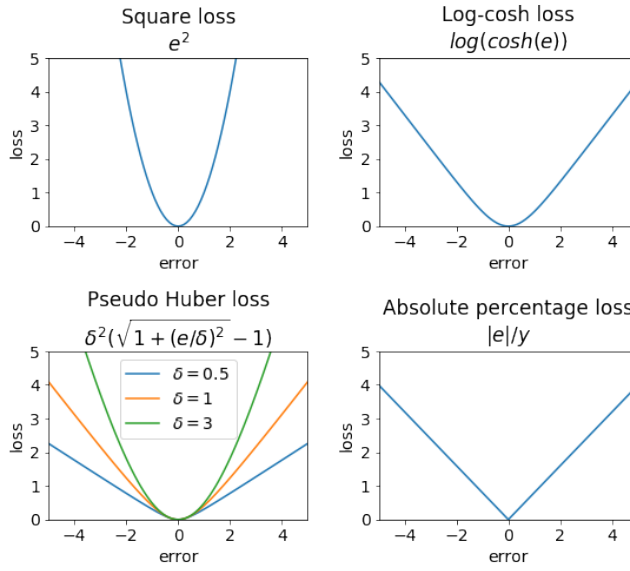 Square loss
e²
5
4
3
2
1
0
loss
−4 −2 0 2 4
error
Log-cosh loss
log(cosh(e))
5
4
3
2
1
0
loss
−4 −2 0 2 4
error
Pseudo Huber loss
δ²(√1 + (e/δ)² − 1)
5
4
3
2
1
0
loss
δ = 0.5
δ = 1
δ = 3
−4 −2 0 2 4
error
Absolute percentage loss
|e|/y
5
4
3
2
1
0
loss
−4 −2 0 2 4
error